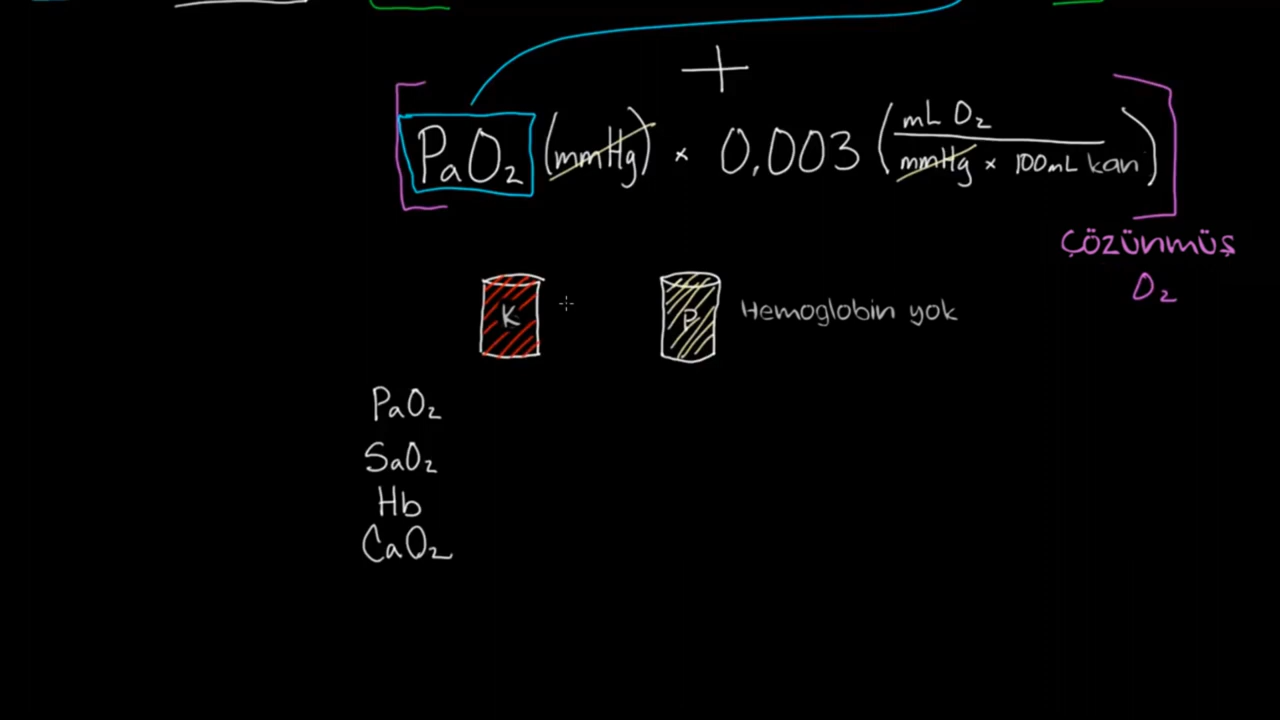 +
PaO₂ (mmHg) × 0.003 (mL O₂ / mmHg × 100mL kan)
Çözünmüş
O₂
K
P
Hemoglobin yok
PaO₂
SaO₂
Hb
CaO₂